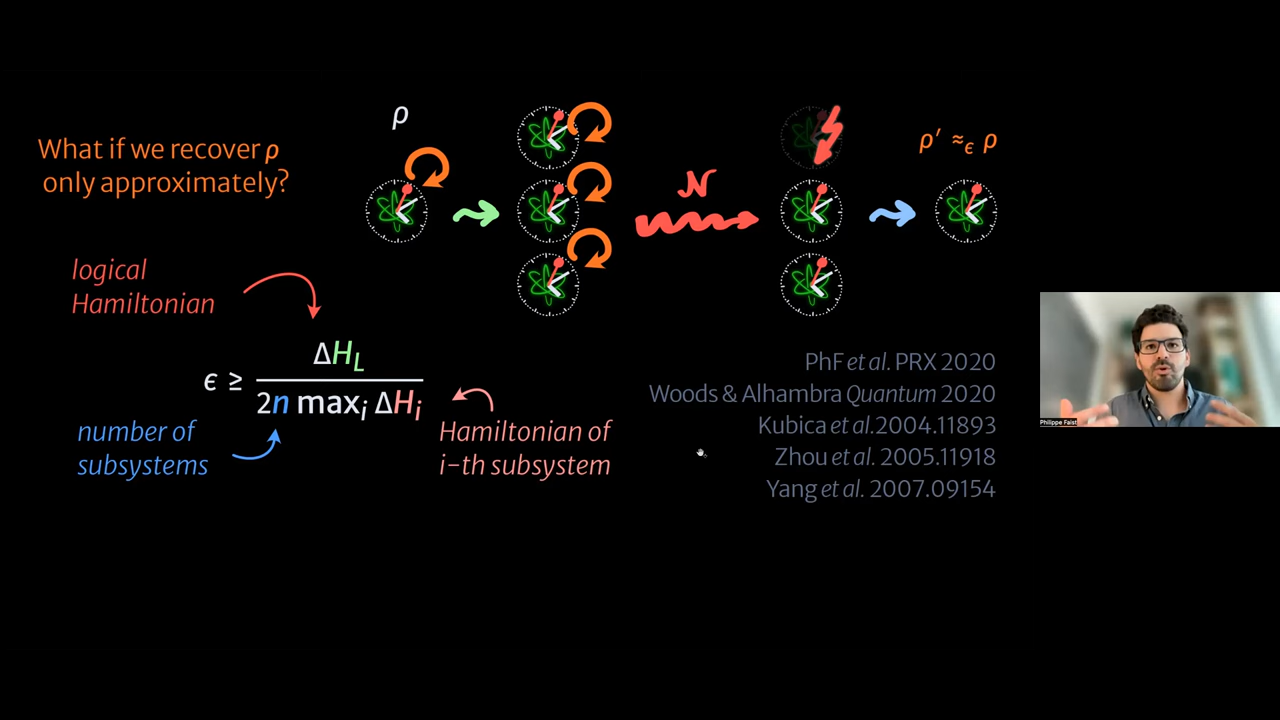 ρ
What if we recover ρ
only approximately?
𝒩
ρ′ ≈ϵ ρ
logical
Hamiltonian
ϵ ≥ ΔH_L / 2n max_i ΔH_i
number of
subsystems
Hamiltonian of
i-th subsystem
PhF et al. PRX 2020
Woods & Alhambra Quantum 2020
Kubica et al.2004.11893
Zhou et al. 2005.11918
Yang et al. 2007.09154
Philippe Faist